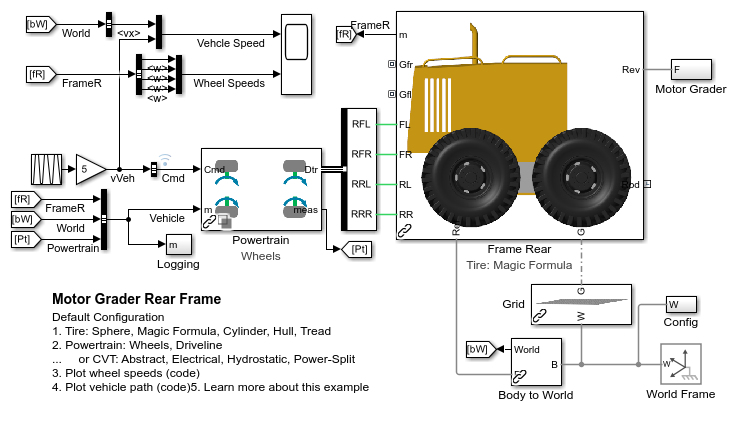 [bW]
World
<vx>
Vehcle Speed
[fR]
FrameR
<w>
<w>
<w>
<w>
Wheel Speeds
5
vVeh
Cmd
[fR]
FrameR
[bW]
World
[Pt]
Powertrain
Vehicle
m
Logging
Cmd
m
Dtr
meas
Powertrain
Wheels
[Pt]
RFL
RFR
RRL
RRR
FrameR
[fR]
m
Gfr
Gfl
FL
FR
RL
RR
Rev
F
Motor Grader
Rod
G
Frame Rear
Tire: Magic Formula
G
W
Grid
[bW]
World
B
Body to World
W
Config
W
World Frame
Motor Grader Rear Frame
Default Configuration
1. Tire: Sphere, Magic Formula, Cylinder, Hull, Tread
2. Powertrain: Wheels, Driveline
... or CVT: Abstract, Electrical, Hydrostatic, Power-Split
3. Plot wheel speeds (code)
4. Plot vehicle path (code)5. Learn more about this example